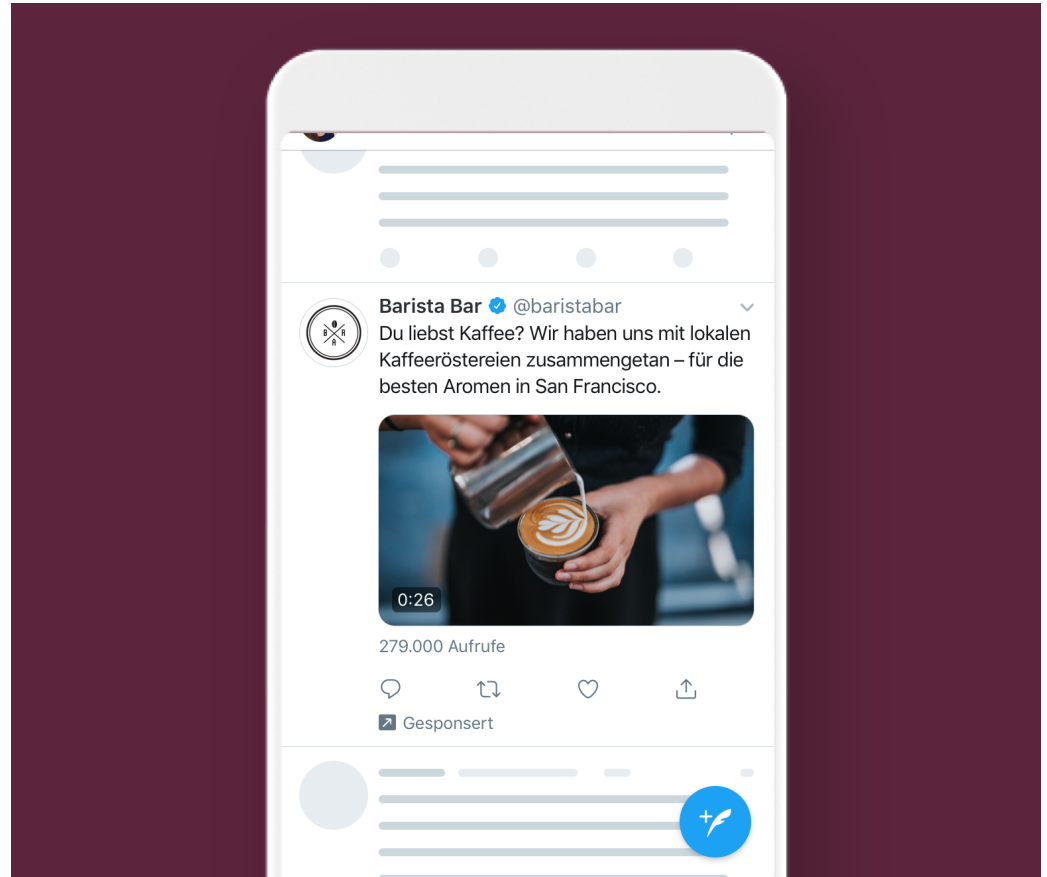 Barista Bar @baristabar
Du liebst Kaffee? Wir haben uns mit lokalen
Kaffeeröstereien zusammengetan – für die
besten Aromen in San Francisco.
B R
A
0:26
279.000 Aufrufe
Gesponsert